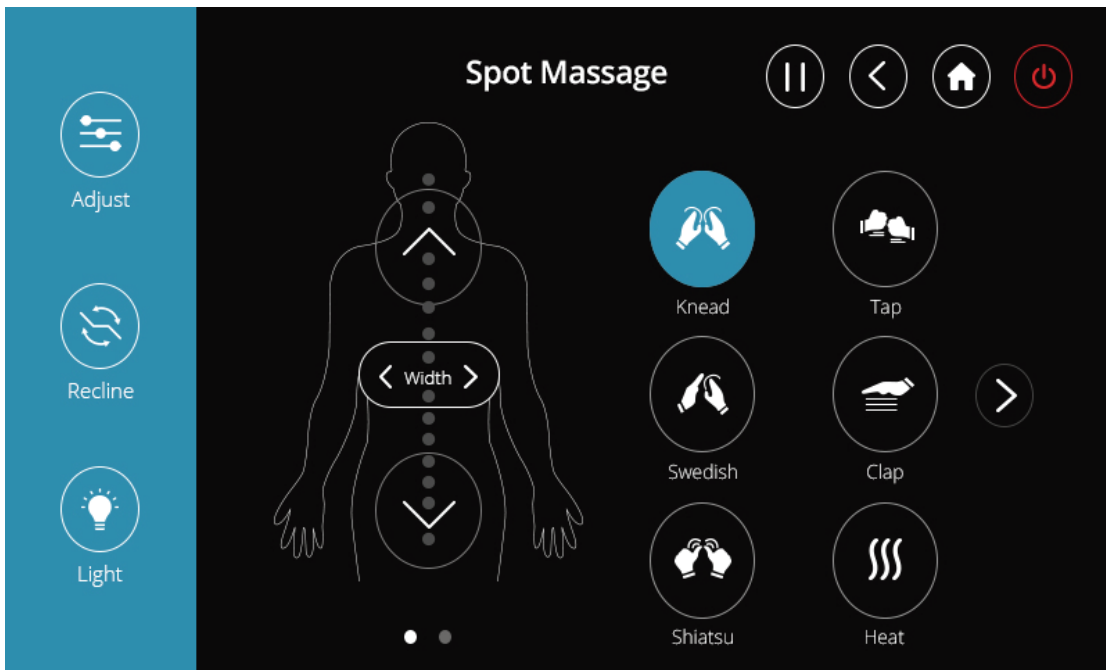 Spot Massage
Adjust
Recline
Light
Width
Knead
Tap
Swedish
Clap
Shiatsu
Heat